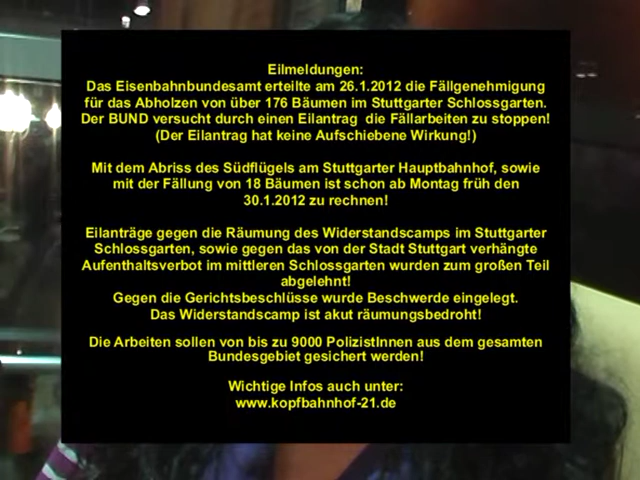 Eilmeldungen:
Das Eisenbahnbundesamt erteilte am 26.1.2012 die Fällgenehmigung
für das Abholzen von über 176 Bäumen im Stuttgarter Schlossgarten.
Der BUND versucht durch einen Eilantrag die Fällarbeiten zu stoppen!
(Der Eilantrag hat keine Aufschiebene Wirkung!)
Mit dem Abriss des Südflügels am Stuttgarter Hauptbahnhof, sowie
mit der Fällung von 18 Bäumen ist schon ab Montag früh den
30.1.2012 zu rechnen!
Eilanträge gegen die Räumung des Widerstandscamps im Stuttgarter
Schlossgarten, sowie gegen das von der Stadt Stuttgart verhängte
Aufenthaltsverbot im mittleren Schlossgarten wurden zum großen Teil
abgelehnt!
Gegen die Gerichtsbeschlüsse wurde Beschwerde eingelegt.
Das Widerstandscamp ist akut räumungsbedroht!
Die Arbeiten sollen von bis zu 9000 PolizistInnen aus dem gesamten
Bundesgebiet gesichert werden!
Wichtige Infos auch unter:
www.kopfbahnhof-21.de